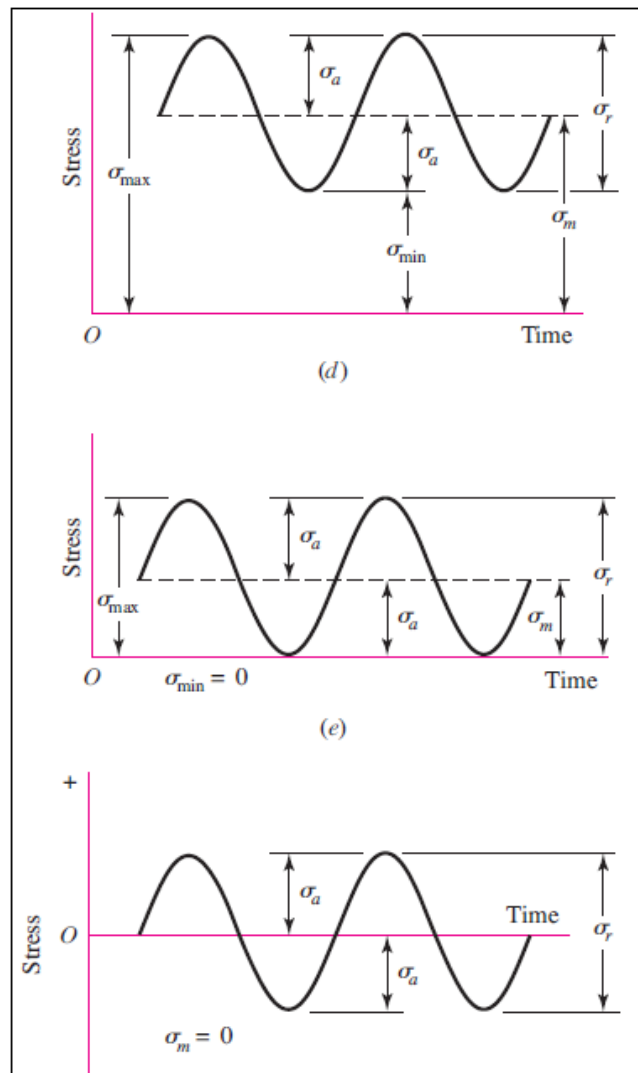 σa
σa
σr
Stress
σmax
σm
σmin
O
Time
(d)
σa
Stress
σr
σmax
σa
σm
O
σmin = 0
Time
(e)
+
σa
Time
Stress
O
σr
σa
σm = 0